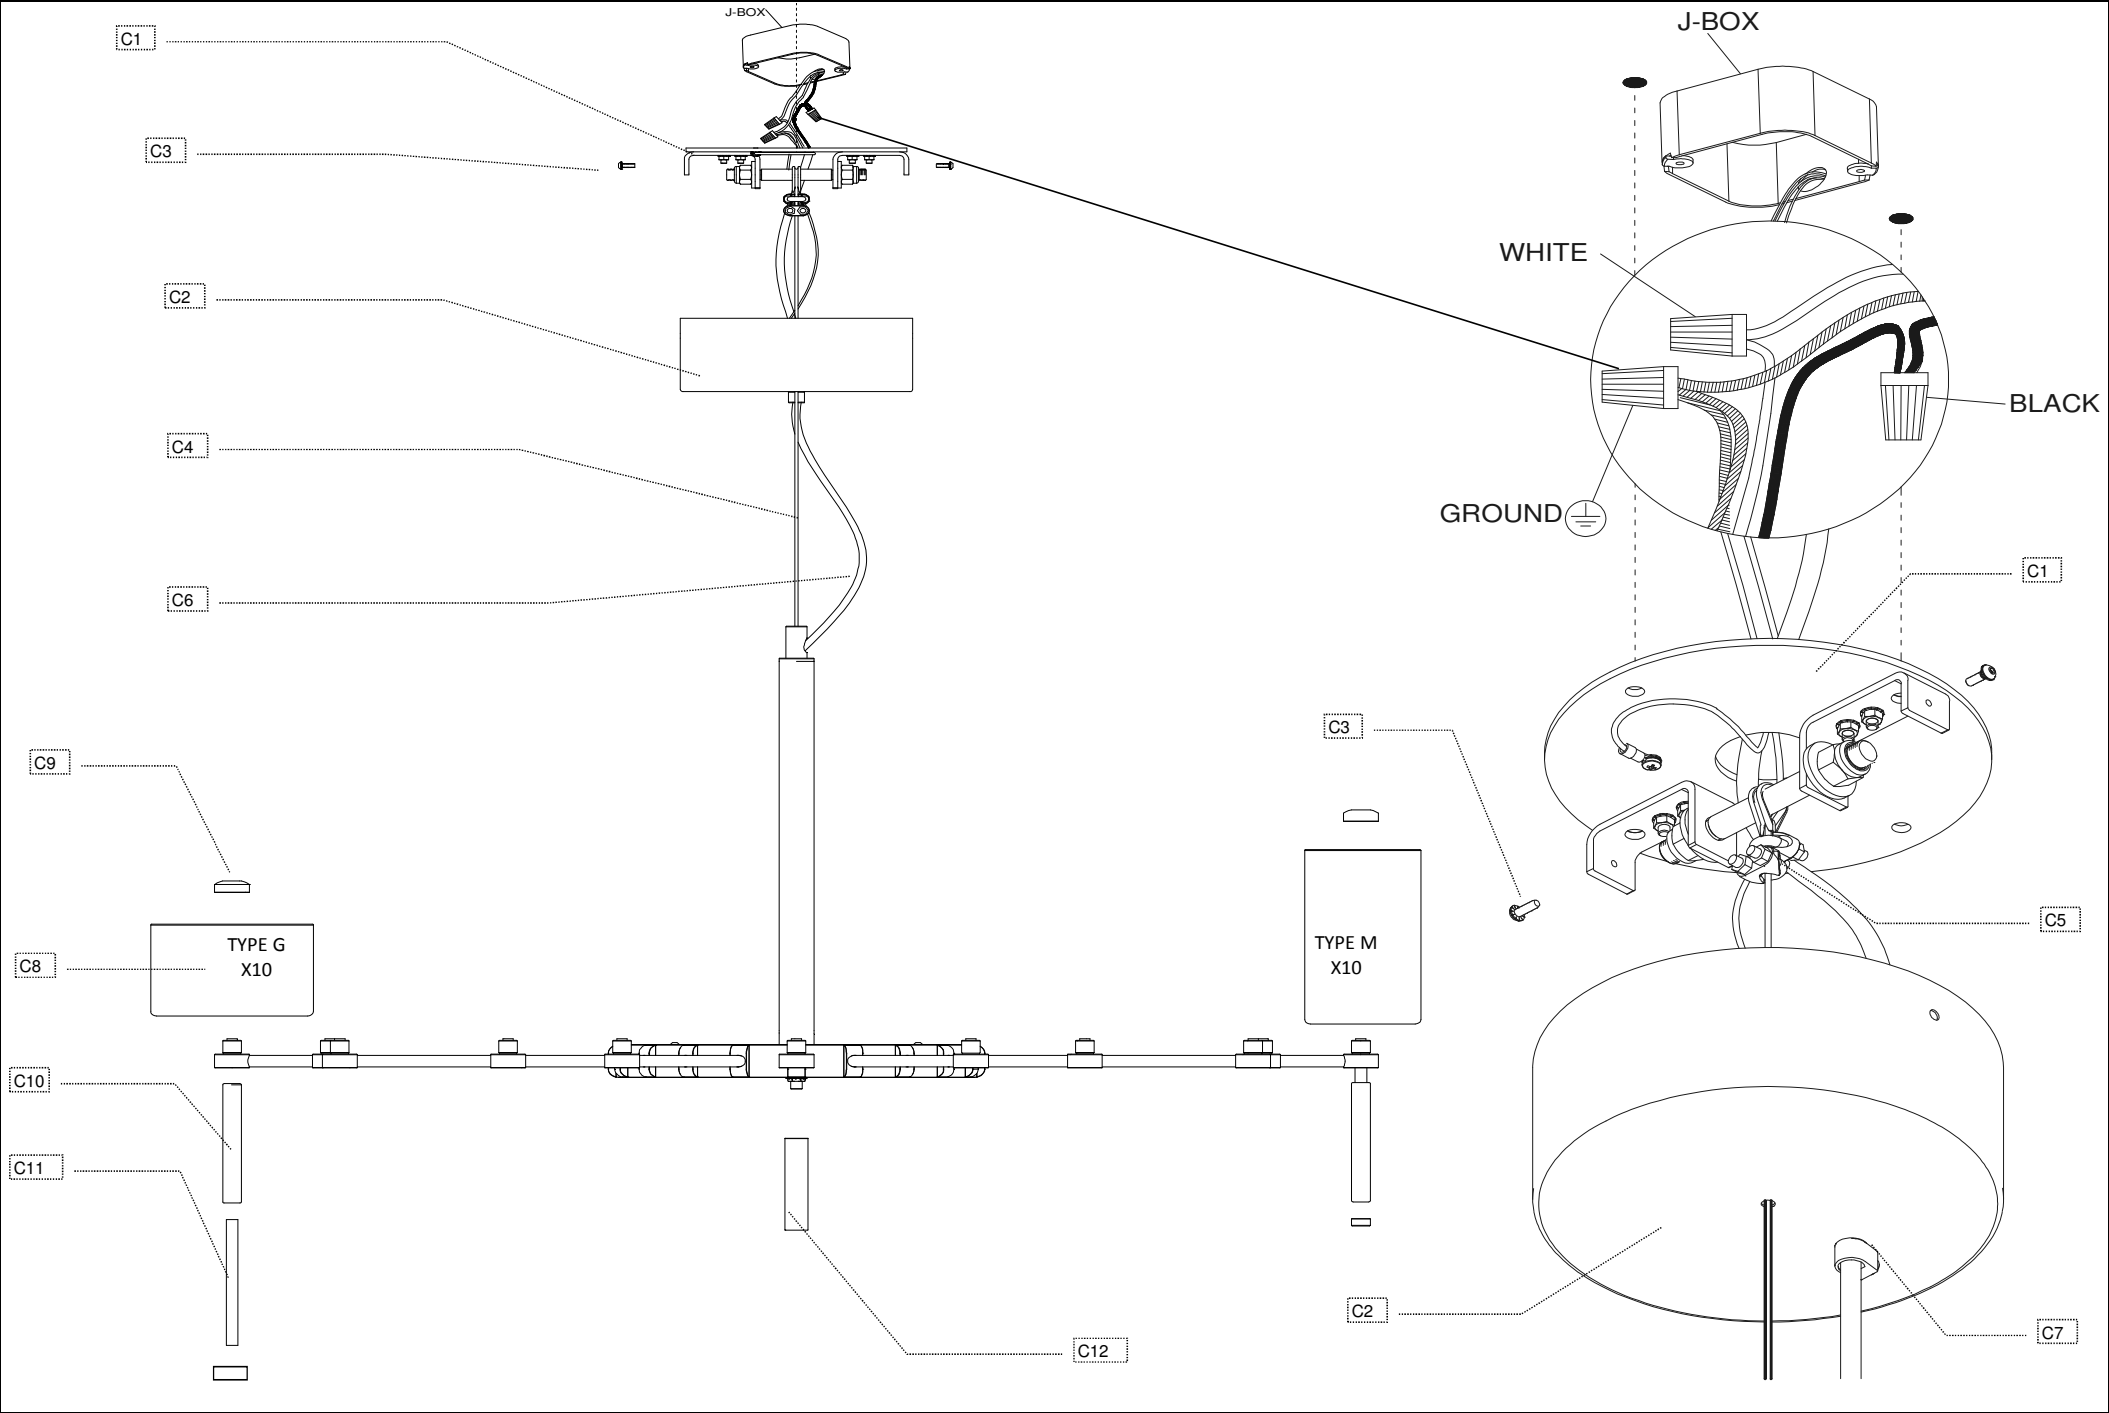 J-BOX
C1
C3
C2
C4
C6
C9
C8
TYPE G
X10
C10
C11
C12
TYPE M
X10
J-BOX
WHITE
BLACK
GROUND
C1
C3
C5
C2
C7